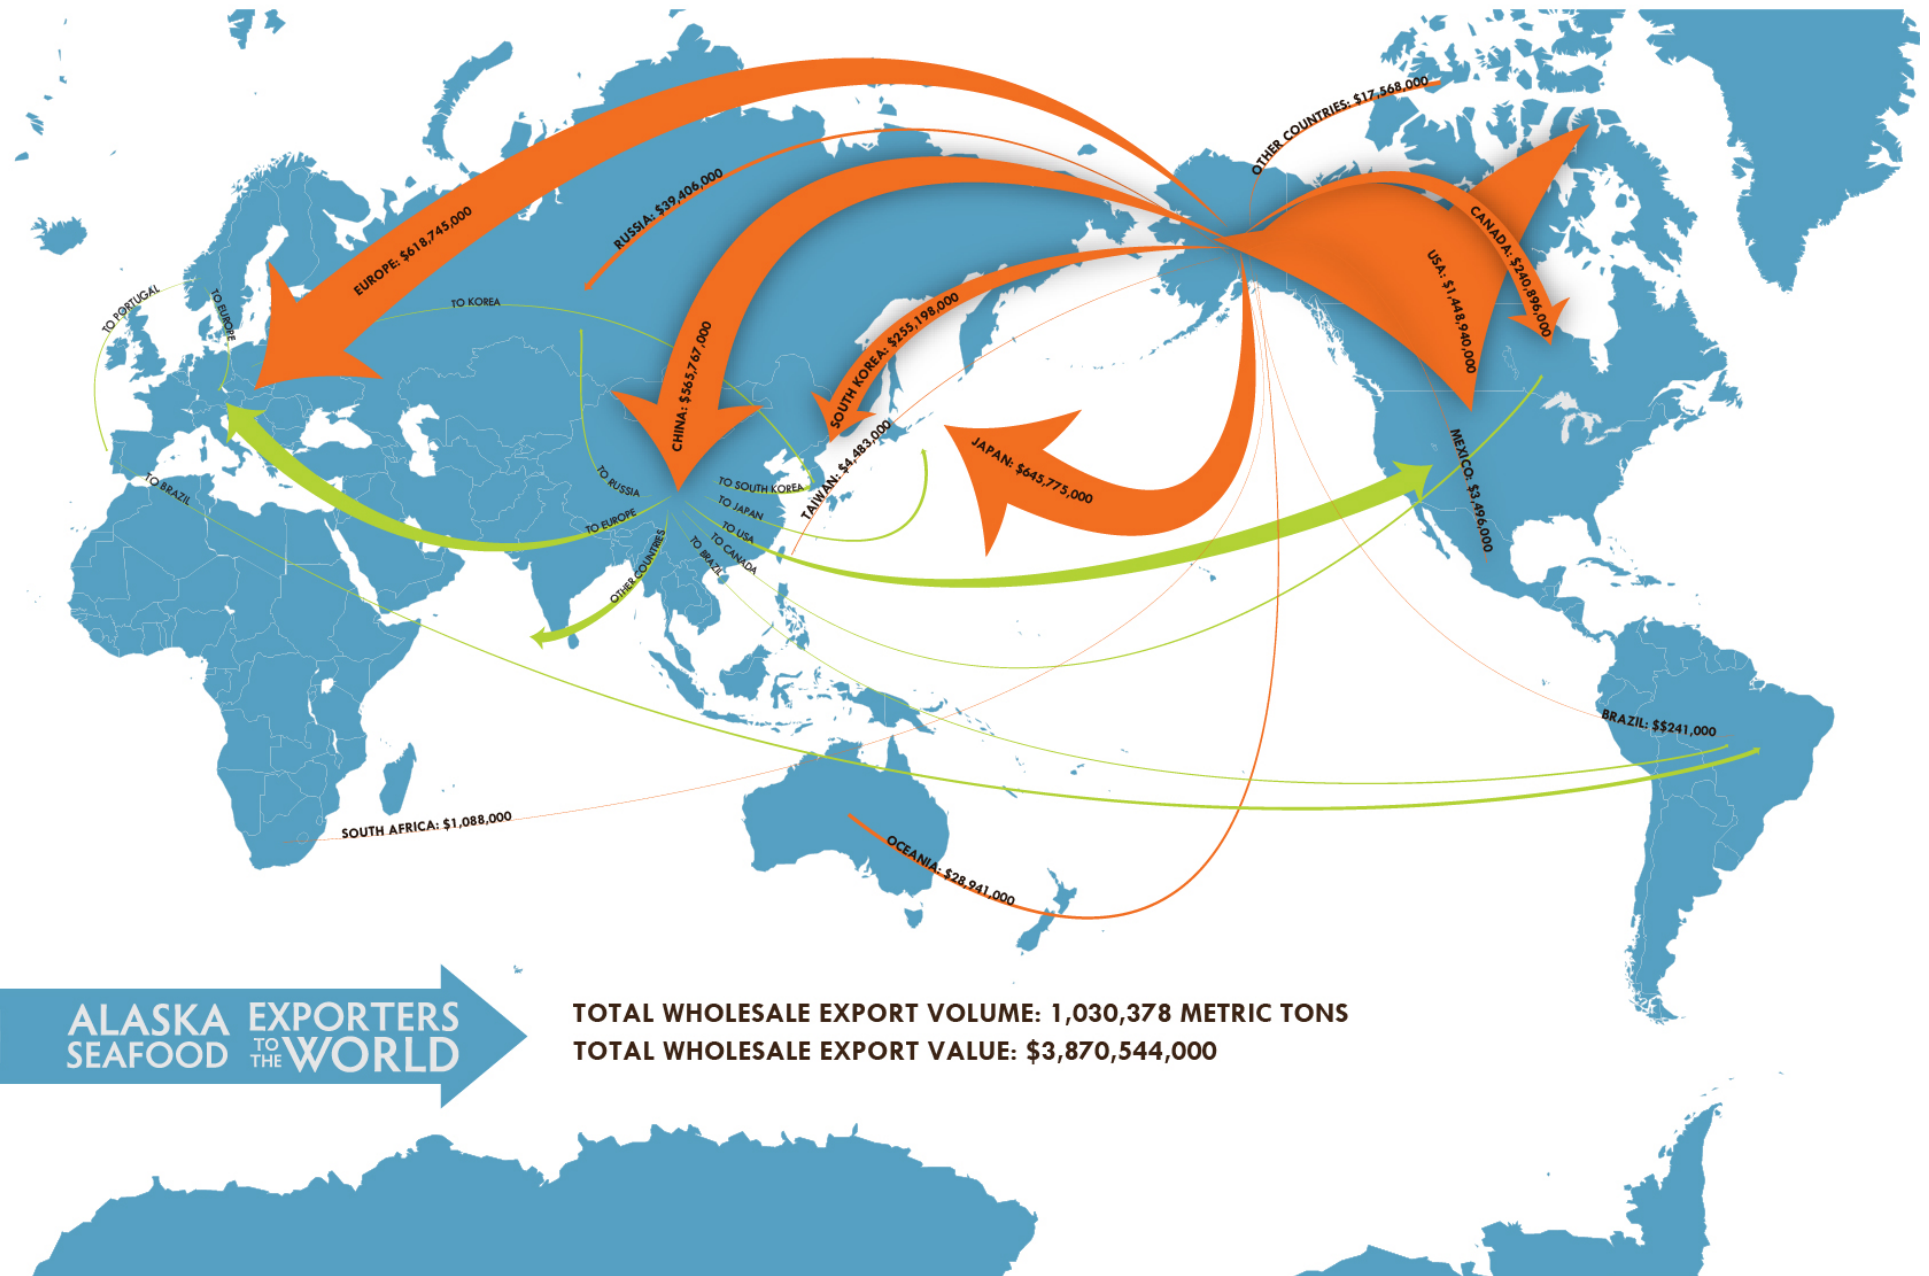 OTHER COUNTRIES: $17,568,000
RUSSIA: $39,406,000
EUROPE: $618,745,000
CANADA: $240,896,000
USA: $1,448,940,000
TO PORTUGAL
TO EUROPE
TO KOREA
SOUTH KOREA: $255,198,000
CHINA: $565,767,000
TAIWAN: $4,483,000
JAPAN: $645,775,000
MEXICO: $3,496,000
TO BRAZIL
TO RUSSIA
TO SOUTH KOREA
TO JAPAN
TO EUROPE
TO USA
TO CANADA
TO BRAZIL
OTHER COUNTRIES
BRAZIL: $$241,000
SOUTH AFRICA: $1,088,000
OCEANIA: $28,941,000
ALASKA SEAFOOD
EXPORTERS TO THE WORLD
TOTAL WHOLESALE EXPORT VOLUME: 1,030,378 METRIC TONS
TOTAL WHOLESALE EXPORT VALUE: $3,870,544,000